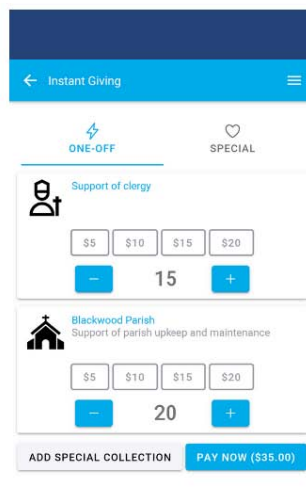 Instant Giving
ONE-OFF
SPECIAL
Support of clergy
$5 $10 $15 $20
− 15 +
Blackwood Parish
Support of parish upkeep and maintenance
$5 $10 $15 $20
− 20 +
ADD SPECIAL COLLECTION PAY NOW ($35.00)